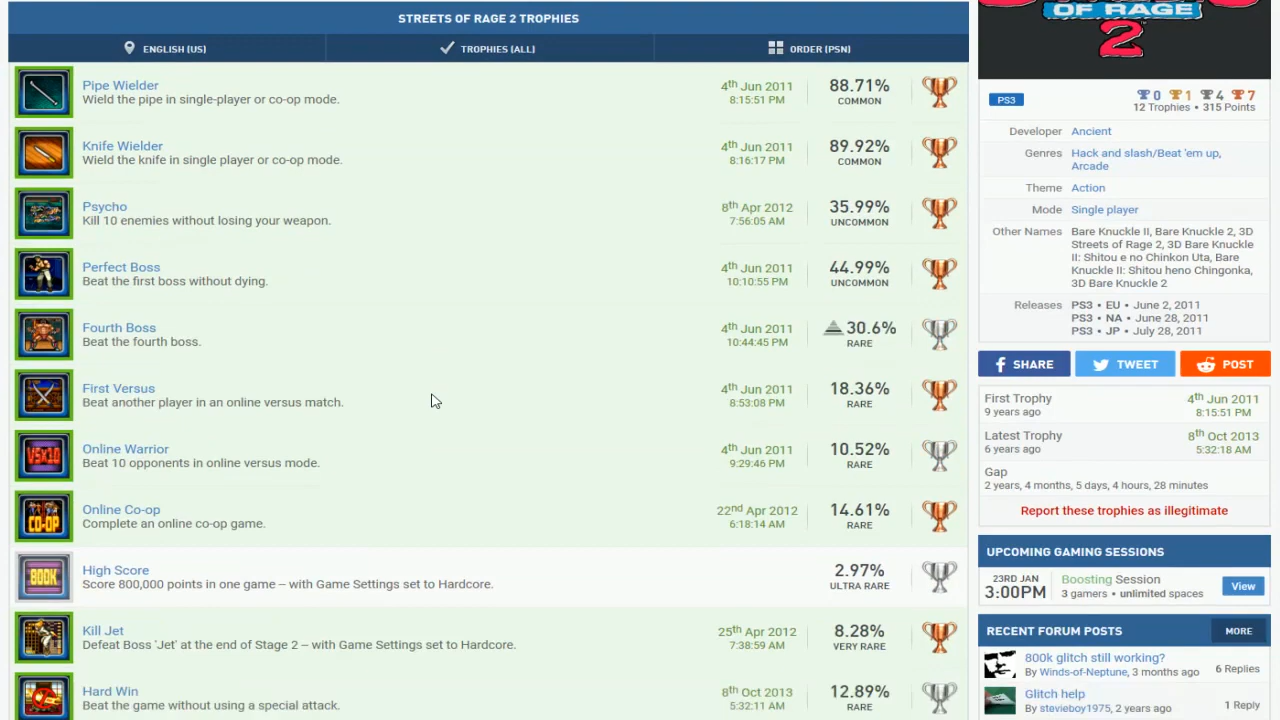 STREETS OF RAGE 2 TROPHIES
ENGLISH (US)
TROPHIES (ALL)
ORDER (PSN)
Pipe Wielder
Wield the pipe in single-player or co-op mode.
4th Jun 2011
8:15:51 PM
88.71%
COMMON
Knife Wielder
Wield the knife in single player or co-op mode.
4th Jun 2011
8:16:17 PM
89.92%
COMMON
Psycho
Kill 10 enemies without losing your weapon.
8th Apr 2012
7:56:05 AM
35.99%
UNCOMMON
Perfect Boss
Beat the first boss without dying.
4th Jun 2011
10:10:55 PM
44.99%
UNCOMMON
Fourth Boss
Beat the fourth boss.
4th Jun 2011
10:44:45 PM
30.6%
RARE
First Versus
Beat another player in an online versus match.
4th Jun 2011
8:53:08 PM
18.36%
RARE
VSX10
Online Warrior
Beat 10 opponents in online versus mode.
4th Jun 2011
9:29:46 PM
10.52%
RARE
CO-OP
Online Co-op
Complete an online co-op game.
22nd Apr 2012
6:18:14 AM
14.61%
RARE
800K
High Score
Score 800,000 points in one game – with Game Settings set to Hardcore.
2.97%
ULTRA RARE
Kill Jet
Defeat Boss 'Jet' at the end of Stage 2 – with Game Settings set to Hardcore.
25th Apr 2012
7:38:59 AM
8.28%
VERY RARE
Hard Win
Beat the game without using a special attack.
8th Oct 2013
5:32:11 AM
12.89%
RARE
OF RAGE
2
PS3
0 1 4 7
12 Trophies • 315 Points
Developer Ancient
Genres Hack and slash/Beat 'em up,
Arcade
Theme Action
Mode Single player
Other Names Bare Knuckle II, Bare Knuckle 2, 3D
Streets of Rage 2, 3D Bare Knuckle
II: Shitou e no Chinkon Uta, Bare
Knuckle II: Shitou heno Chingonka,
3D Bare Knuckle 2
Releases PS3 • EU • June 2, 2011
PS3 • NA • June 28, 2011
PS3 • JP • July 28, 2011
SHARE
TWEET
POST
First Trophy
9 years ago
4th Jun 2011
8:15:51 PM
Latest Trophy
6 years ago
8th Oct 2013
5:32:18 AM
Gap
2 years, 4 months, 5 days, 4 hours, 28 minutes
Report these trophies as illegitimate
UPCOMING GAMING SESSIONS
23RD JAN
3:00PM
Boosting Session
3 gamers • unlimited spaces
View
RECENT FORUM POSTS
MORE
800k glitch still working?
By Winds-of-Neptune, 3 months ago
6 Replies
Glitch help
By stevieboy1975, 2 years ago
1 Reply